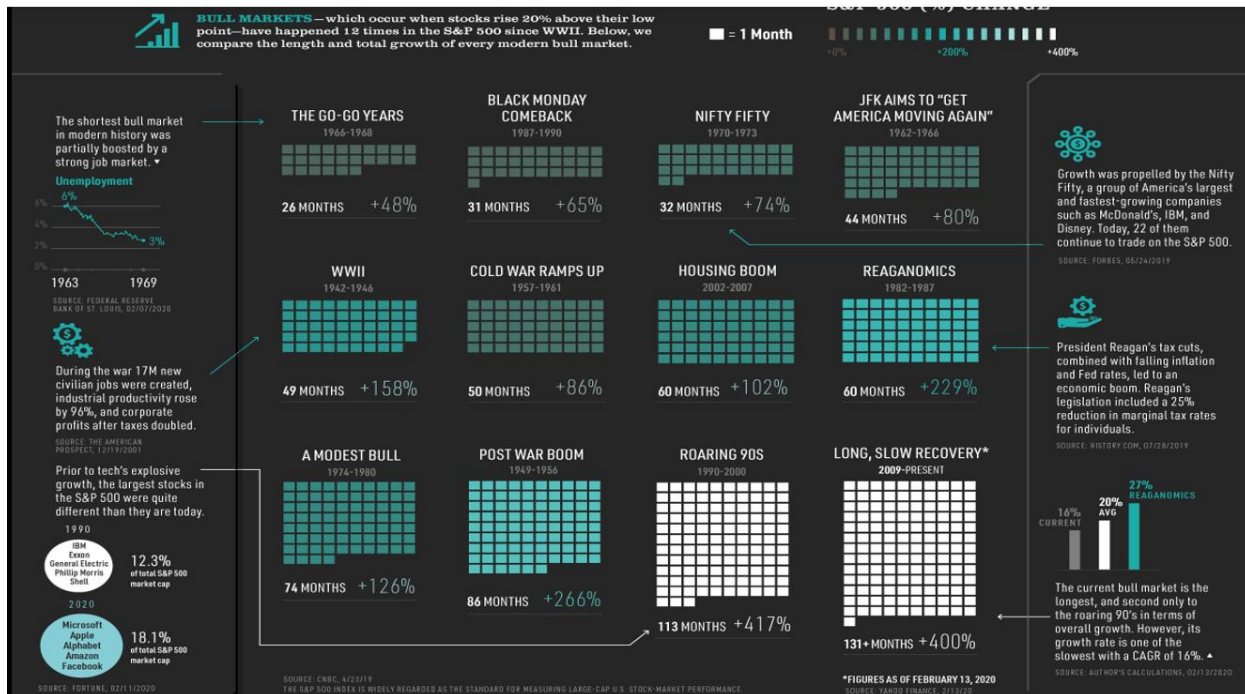 BULL MARKETS—which occur when stocks rise 20% above their low
point—have happened 12 times in the S&P 500 since WWII. Below, we
compare the length and total growth of every modern bull market.
= 1 Month
S&P 500 (%) CHANGE
+0%
+200%
+400%
The shortest bull market
in modern history was
partially boosted by a
strong job market. ▾
Unemployment
6%
6%
4%
2%
3%
0%
1963
1969
SOURCE: FEDERAL RESERVE
BANK OF ST. LOUIS, 02/07/2020
During the war 17M new
civilian jobs were created,
industrial productivity rose
by 96%, and corporate
profits after taxes doubled.
SOURCE: THE AMERICAN
PROSPECT, 12/19/2001
Prior to tech's explosive
growth, the largest stocks in
the S&P 500 were quite
different than they are today.
1990
IBM
Exxon
General Electric
Phillip Morris
Shell
12.3%
of total S&P 500
market cap
2020
Microsoft
Apple
Alphabet
Amazon
Facebook
18.1%
of total S&P 500
market cap
SOURCE: FORTUNE, 02/11/2020
THE GO-GO YEARS
1966-1968
26 MONTHS +48%
BLACK MONDAY
COMEBACK
1987-1990
31 MONTHS +65%
NIFTY FIFTY
1970-1973
32 MONTHS +74%
JFK AIMS TO "GET
AMERICA MOVING AGAIN"
1962-1966
44 MONTHS +80%
WWII
1942-1946
49 MONTHS +158%
COLD WAR RAMPS UP
1957-1961
50 MONTHS +86%
HOUSING BOOM
2002-2007
60 MONTHS +102%
REAGANOMICS
1982-1987
60 MONTHS +229%
A MODEST BULL
1974-1980
74 MONTHS +126%
POST WAR BOOM
1949-1956
86 MONTHS +266%
ROARING 90S
1990-2000
113 MONTHS +417%
LONG, SLOW RECOVERY*
2009-PRESENT
131+ MONTHS +400%
Growth was propelled by the Nifty
Fifty, a group of America's largest
and fastest-growing companies
such as McDonald's, IBM, and
Disney. Today, 22 of them
continue to trade on the S&P 500.
SOURCE: FORBES, 05/24/2019
President Reagan's tax cuts,
combined with falling inflation
and Fed rates, led to an
economic boom. Reagan's
legislation included a 25%
reduction in marginal tax rates
for individuals.
SOURCE: HISTORY.COM, 07/28/2019
16%
CURRENT
20%
AVG
27%
REAGANOMICS
The current bull market is the
longest, and second only to
the roaring 90's in terms of
overall growth. However, its
growth rate is one of the
slowest with a CAGR of 16%. ▴
SOURCE: AUTHOR'S CALCULATIONS, 02/13/2020
SOURCE: CNBC, 4/23/19
THE S&P 500 INDEX IS WIDELY REGARDED AS THE STANDARD FOR MEASURING LARGE-CAP U.S. STOCK-MARKET PERFORMANCE.
*FIGURES AS OF FEBRUARY 13, 2020
SOURCE: YAHOO FINANCE, 2/13/20